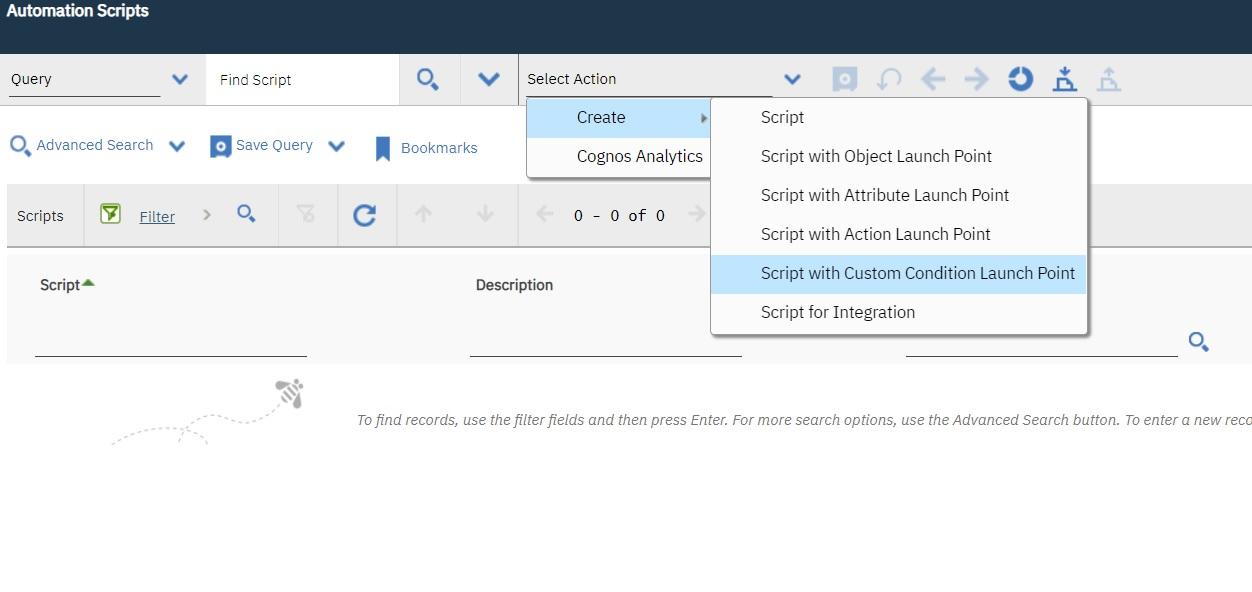 Automation Scripts
Query
Find Script
Select Action
Create
Script
Script with Object Launch Point
Script with Attribute Launch Point
Script with Action Launch Point
Script with Custom Condition Launch Point
Script for Integration
Cognos Analytics
Advanced Search
Save Query
Bookmarks
Scripts
Filter
0 - 0 of 0
Script
Description
To find records, use the filter fields and then press Enter. For more search options, use the Advanced Search button. To enter a new reco